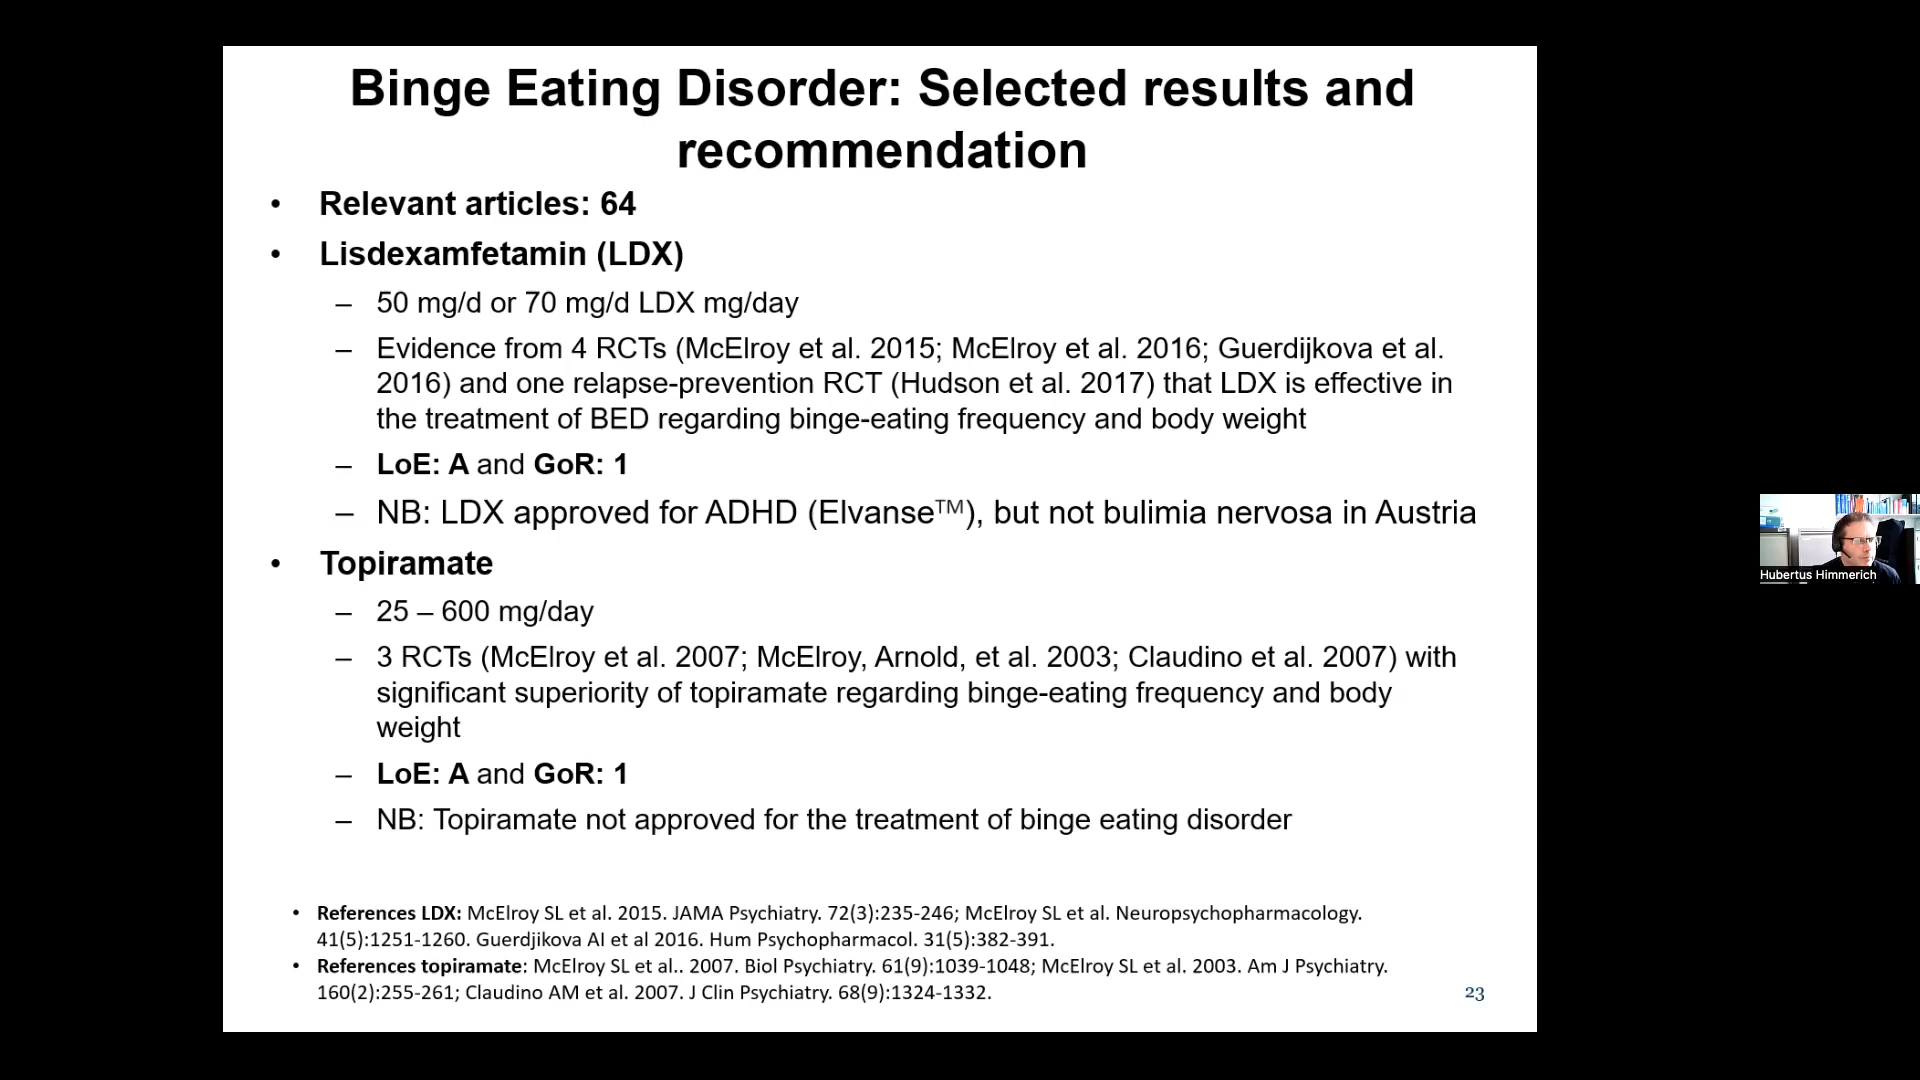 Binge Eating Disorder: Selected results and
recommendation
• Relevant articles: 64
• Lisdexamfetamin (LDX)
– 50 mg/d or 70 mg/d LDX mg/day
– Evidence from 4 RCTs (McElroy et al. 2015; McElroy et al. 2016; Guerdijkova et al.
2016) and one relapse-prevention RCT (Hudson et al. 2017) that LDX is effective in
the treatment of BED regarding binge-eating frequency and body weight
– LoE: A and GoR: 1
– NB: LDX approved for ADHD (Elvanse™), but not bulimia nervosa in Austria
• Topiramate
– 25 – 600 mg/day
– 3 RCTs (McElroy et al. 2007; McElroy, Arnold, et al. 2003; Claudino et al. 2007) with
significant superiority of topiramate regarding binge-eating frequency and body
weight
– LoE: A and GoR: 1
– NB: Topiramate not approved for the treatment of binge eating disorder
• References LDX: McElroy SL et al. 2015. JAMA Psychiatry. 72(3):235-246; McElroy SL et al. Neuropsychopharmacology.
41(5):1251-1260. Guerdjikova AI et al 2016. Hum Psychopharmacol. 31(5):382-391.
• References topiramate: McElroy SL et al.. 2007. Biol Psychiatry. 61(9):1039-1048; McElroy SL et al. 2003. Am J Psychiatry.
160(2):255-261; Claudino AM et al. 2007. J Clin Psychiatry. 68(9):1324-1332.
23
Hubertus Himmerich